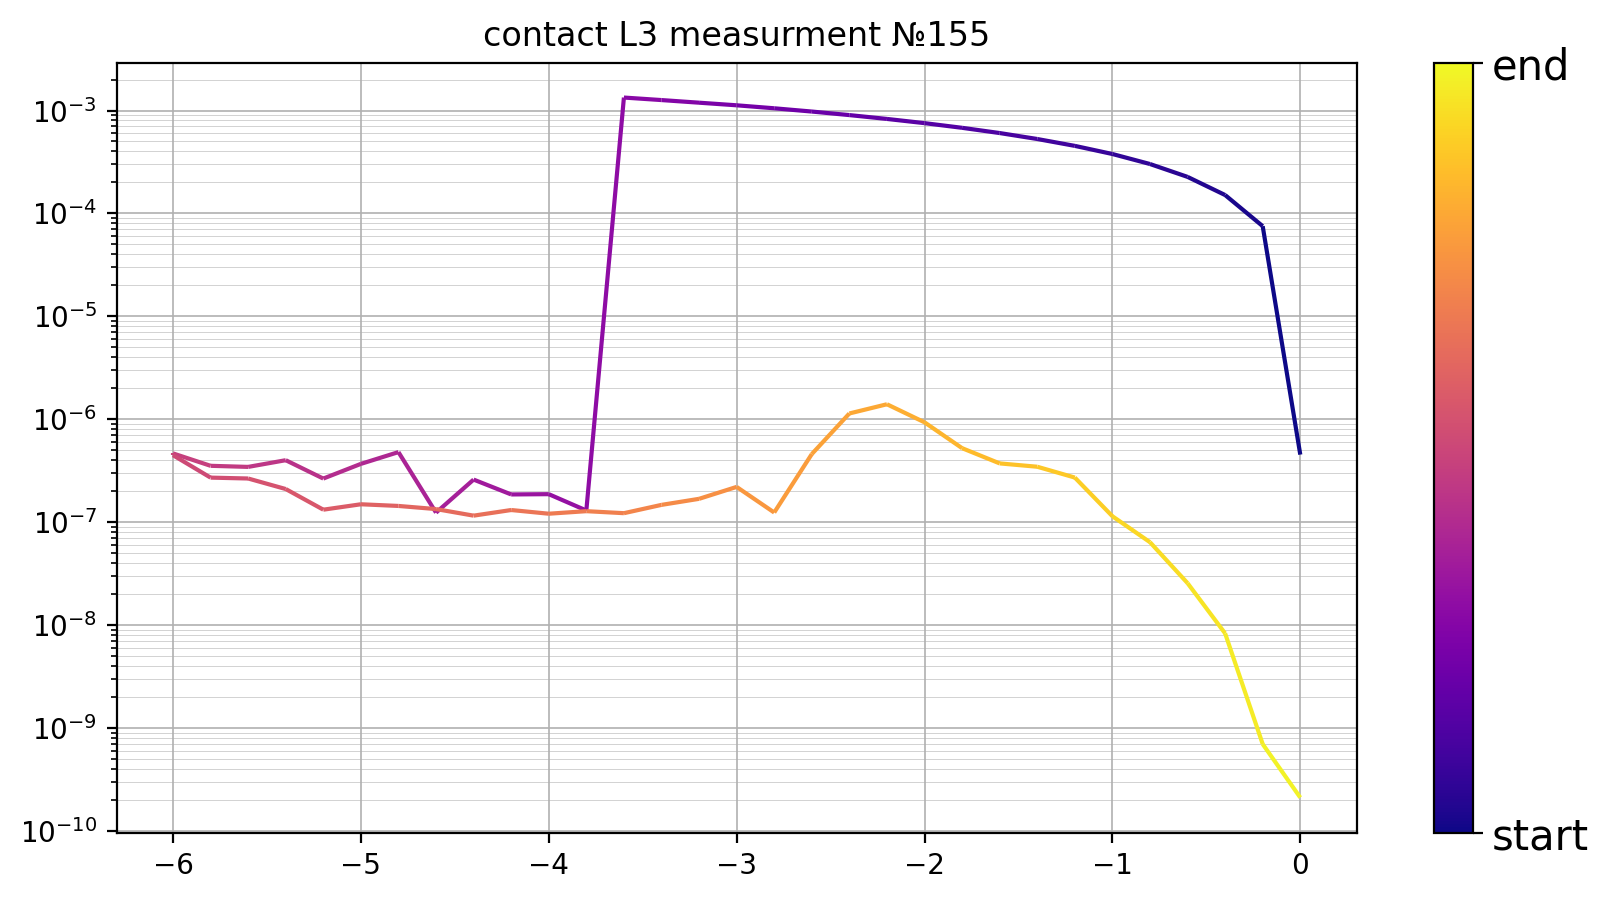 contact L3 measurment №155
10⁻³
10⁻⁴
10⁻⁵
10⁻⁶
10⁻⁷
10⁻⁸
10⁻⁹
10⁻¹⁰
−6 −5 −4 −3 −2 −1 0
end
start